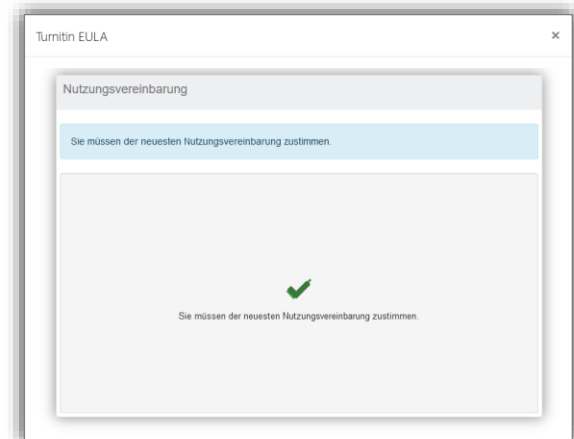 Turnitin EULA ×
Nutzungsvereinbarung
Sie müssen der neuesten Nutzungsvereinbarung zustimmen.
Sie müssen der neuesten Nutzungsvereinbarung zustimmen.